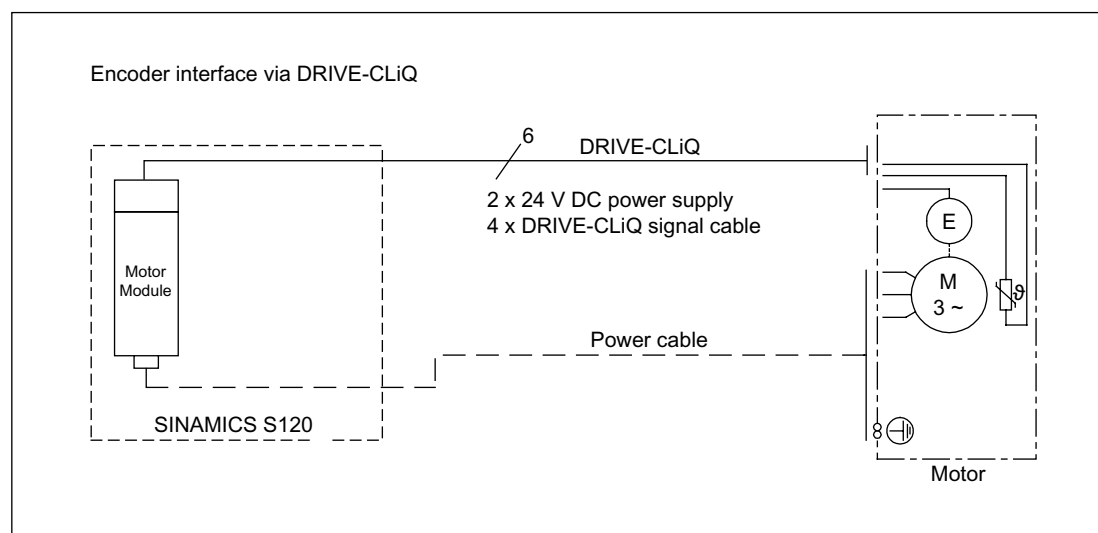 Encoder interface via DRIVE-CLiQ
6
DRIVE-CLiQ
2 x 24 V DC power supply
4 x DRIVE-CLiQ signal cable
E
Motor
Module
M
3 ~
ϑ
Power cable
SINAMICS S120
Motor